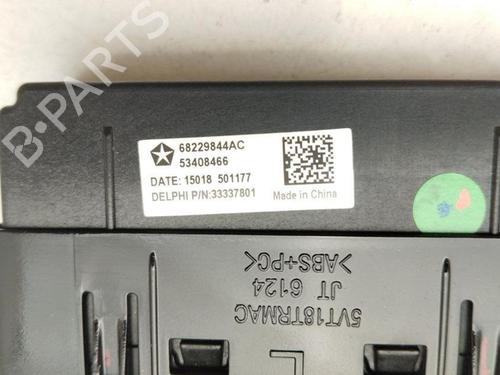 B-PARTS
68229844AC
53408466
DATE: 15018 501177
DELPHI P/N:33337801
Made in China
>ABS+PC<
JT 6124
5VT18TRMAC
L